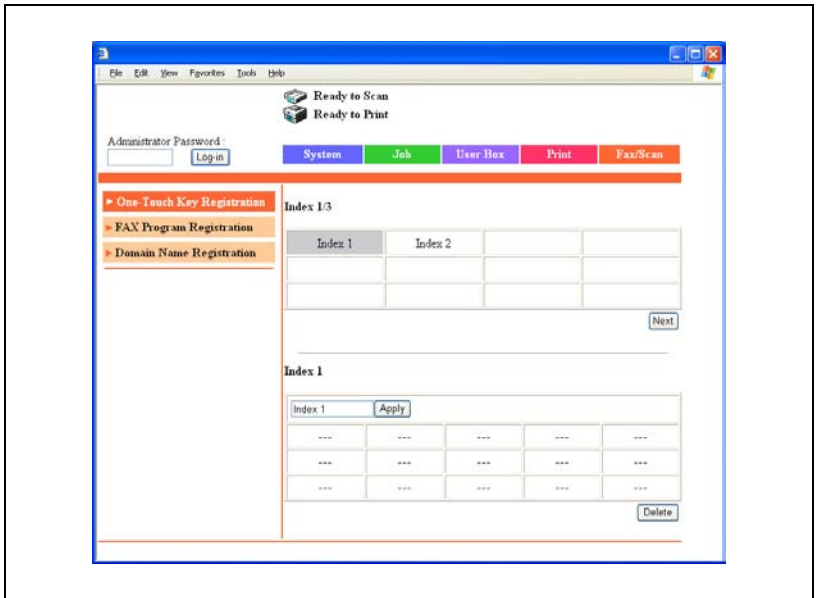 File Edit View Favorites Tools Help
Ready to Scan
Ready to Print
Administrator Password :
Log-in
System Job User Box Print Fax/Scan
One-Touch Key Registration
FAX Program Registration
Domain Name Registration
Index 1/3
Index 1 Index 2
Next
Index 1
Index 1 Apply
--- --- --- --- ---
--- --- --- --- ---
--- --- --- --- ---
Delete